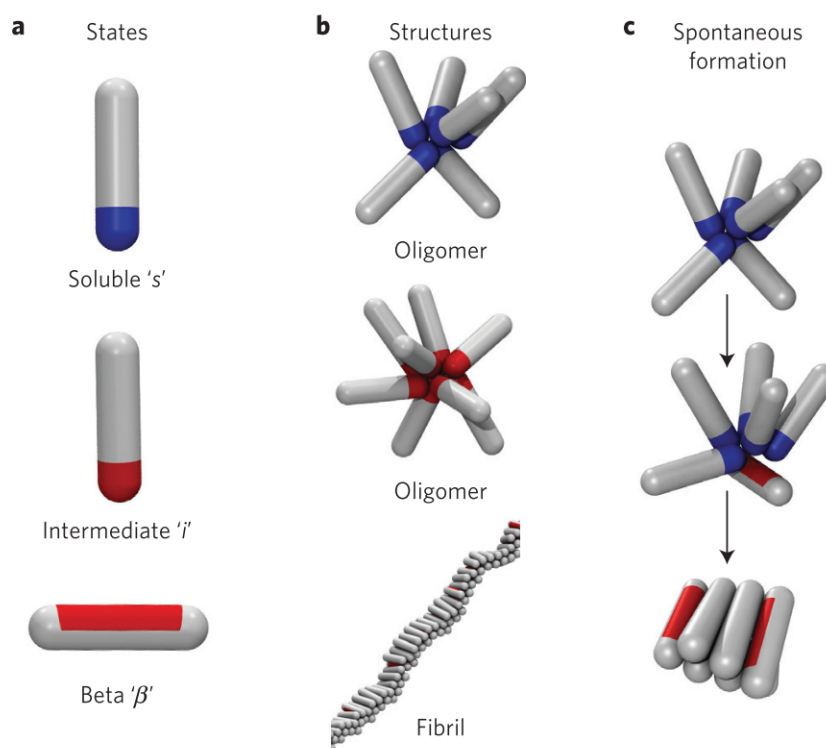 a
States
Soluble ‘s’
Intermediate ‘i’
Beta ‘β’
b
Structures
Oligomer
Oligomer
Fibril
c
Spontaneous
formation